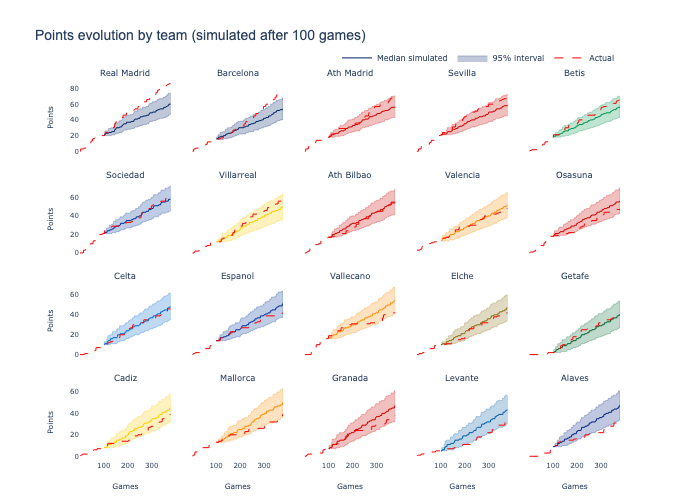 Points evolution by team (simulated after 100 games)
Median simulated 95% interval Actual
Real Madrid Barcelona Ath Madrid Sevilla Betis
80
60
40
20
0
Points
Sociedad Villarreal Ath Bilbao Valencia Osasuna
60
40
20
0
Points
Celta Espanol Vallecano Elche Getafe
60
40
20
0
Points
Cadiz Mallorca Granada Levante Alaves
60
40
20
0
Points
100 200 300 100 200 300 100 200 300 100 200 300 100 200 300
Games Games Games Games Games